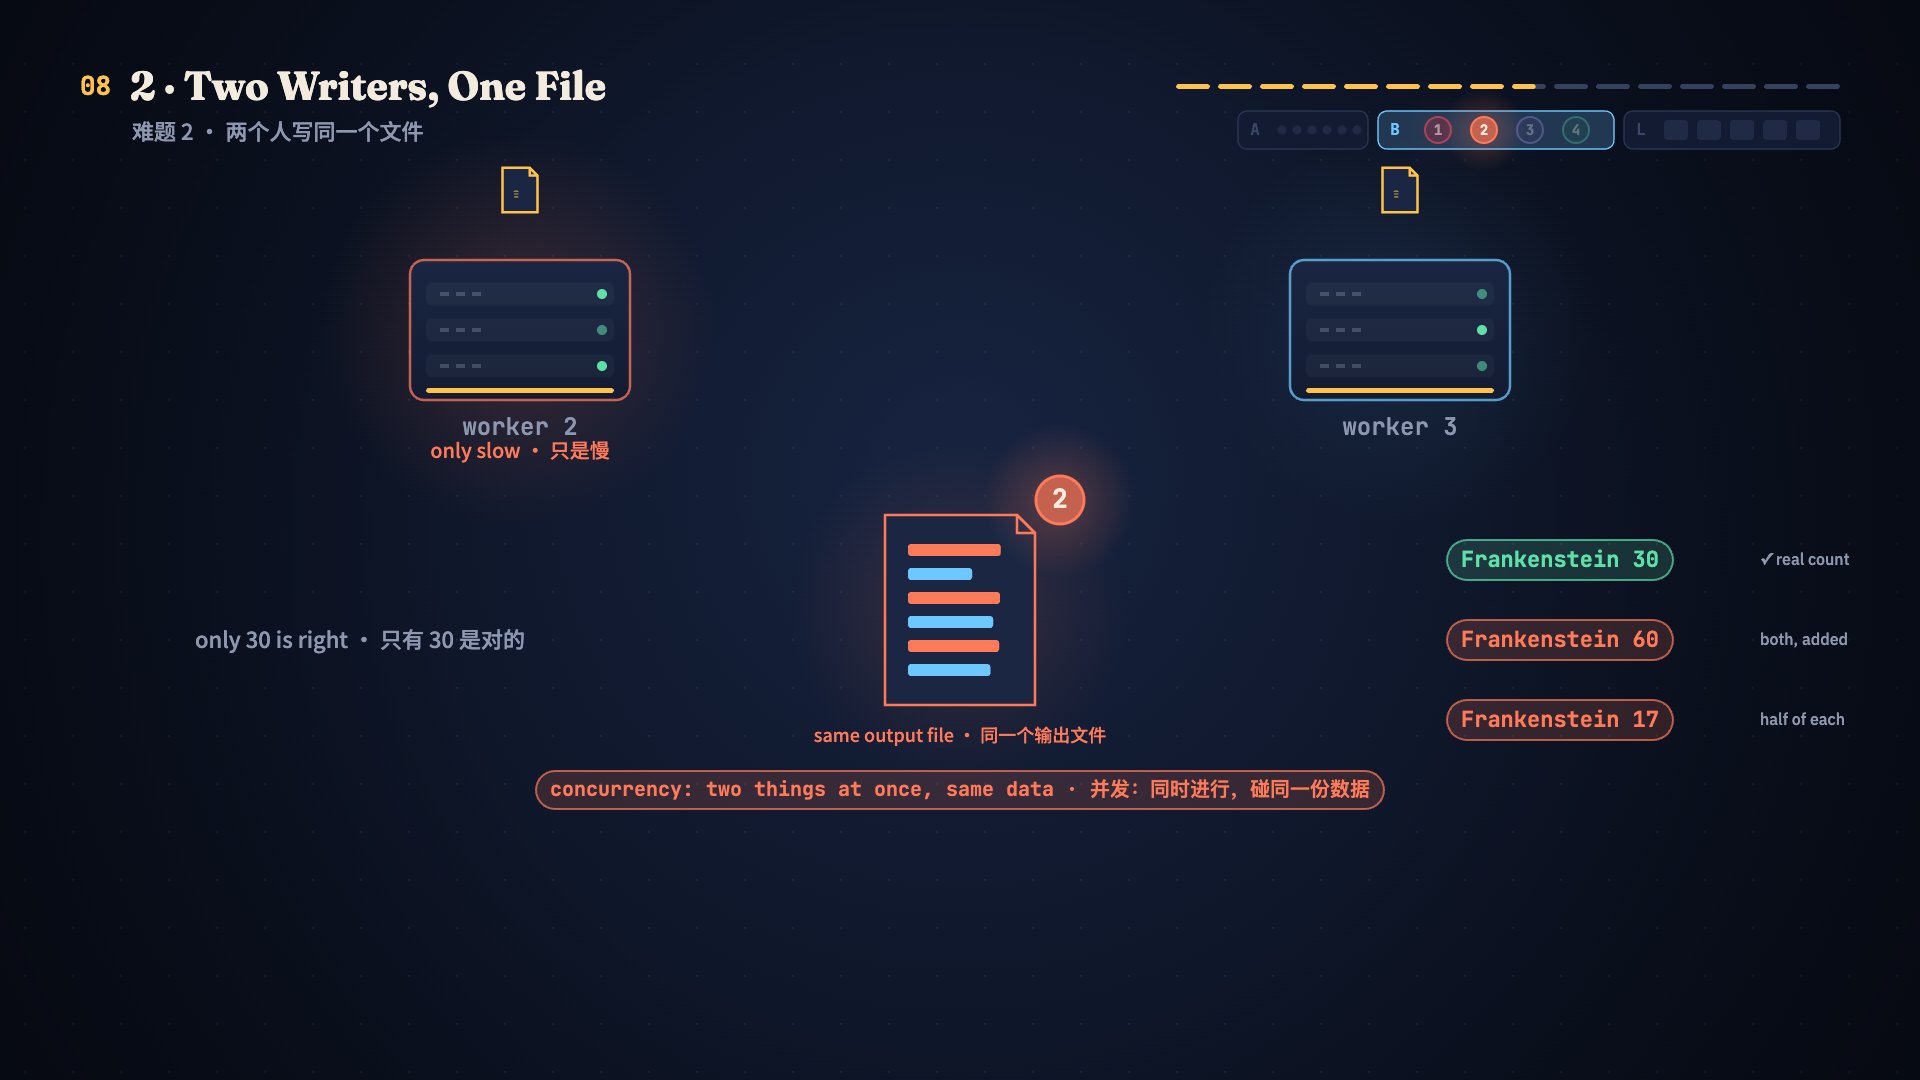 08 2 · Two Writers, One File
难题 2 · 两个人写同一个文件
A B 1 2 3 4 L
worker 2
only slow · 只是慢
worker 3
2
only 30 is right · 只有 30 是对的
same output file · 同一个输出文件
Frankenstein 30 ✓ real count
Frankenstein 60 both, added
Frankenstein 17 half of each
concurrency: two things at once, same data · 并发：同时进行，碰同一份数据